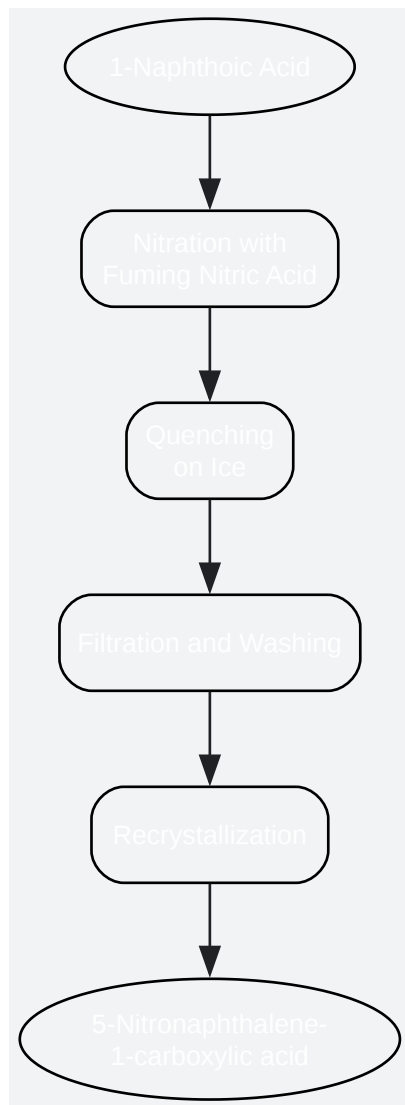 1-Naphthoic Acid
Nitration with
Fuming Nitric Acid
Quenching
on Ice
Filtration and Washing
Recrystallization
5-Nitronaphthalene-
1-carboxylic acid